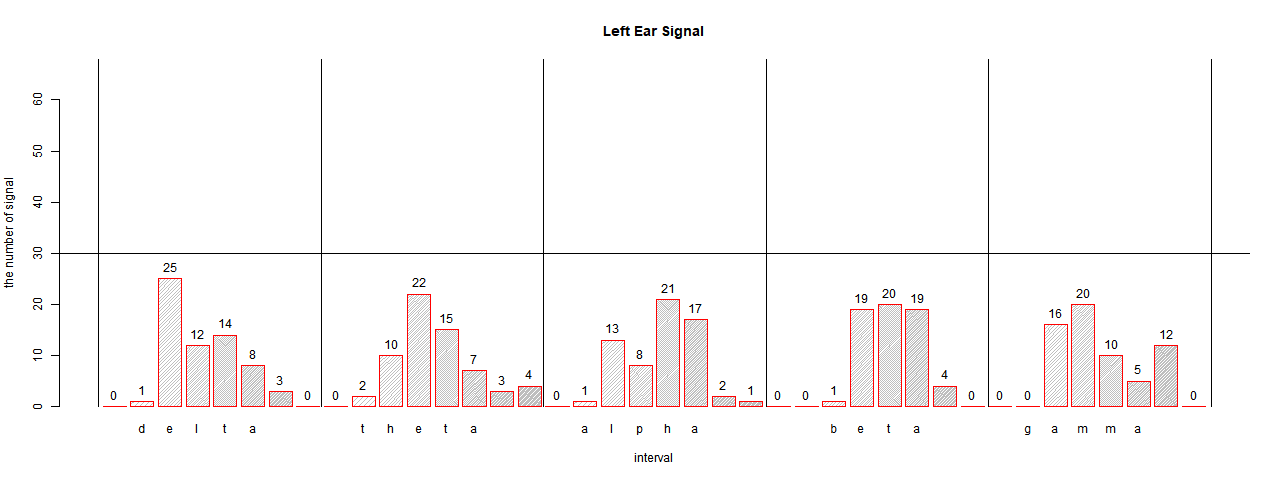 Left Ear Signal
the number of signal
60
50
40
30
20
10
0
0 1 25 12 14 8 3 0
0 2 10 22 15 7 3 4
0 1 13 8 21 17 2 1
0 0 1 19 20 19 4 0
0 0 16 20 10 5 12 0
d e l t a t h e t a a l p h a b e t a g a m m a
interval